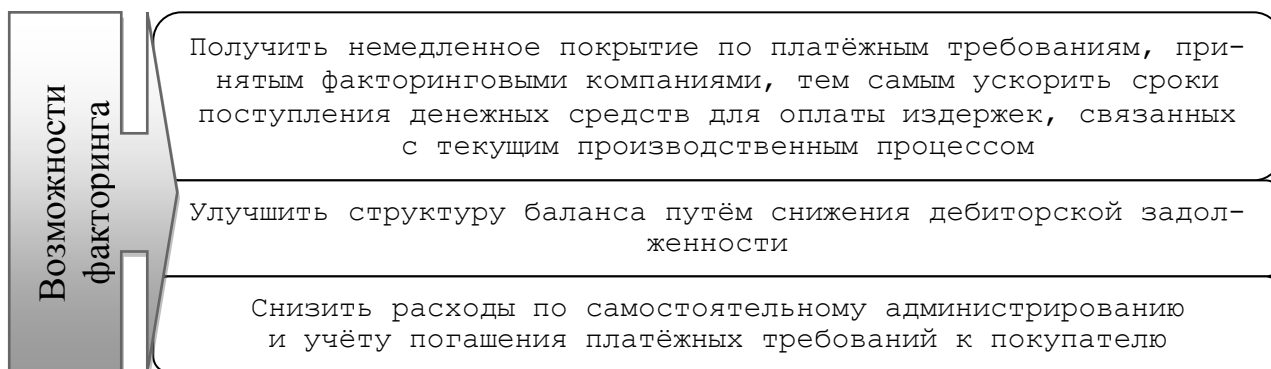 Возможности
факторинга
Получить немедленное покрытие по платёжным требованиям, при-
нятым факторинговыми компаниями, тем самым ускорить сроки
поступления денежных средств для оплаты издержек, связанных
с текущим производственным процессом
Улучшить структуру баланса путём снижения дебиторской задол-
женности
Снизить расходы по самостоятельному администрированию
и учёту погашения платёжных требований к покупателю